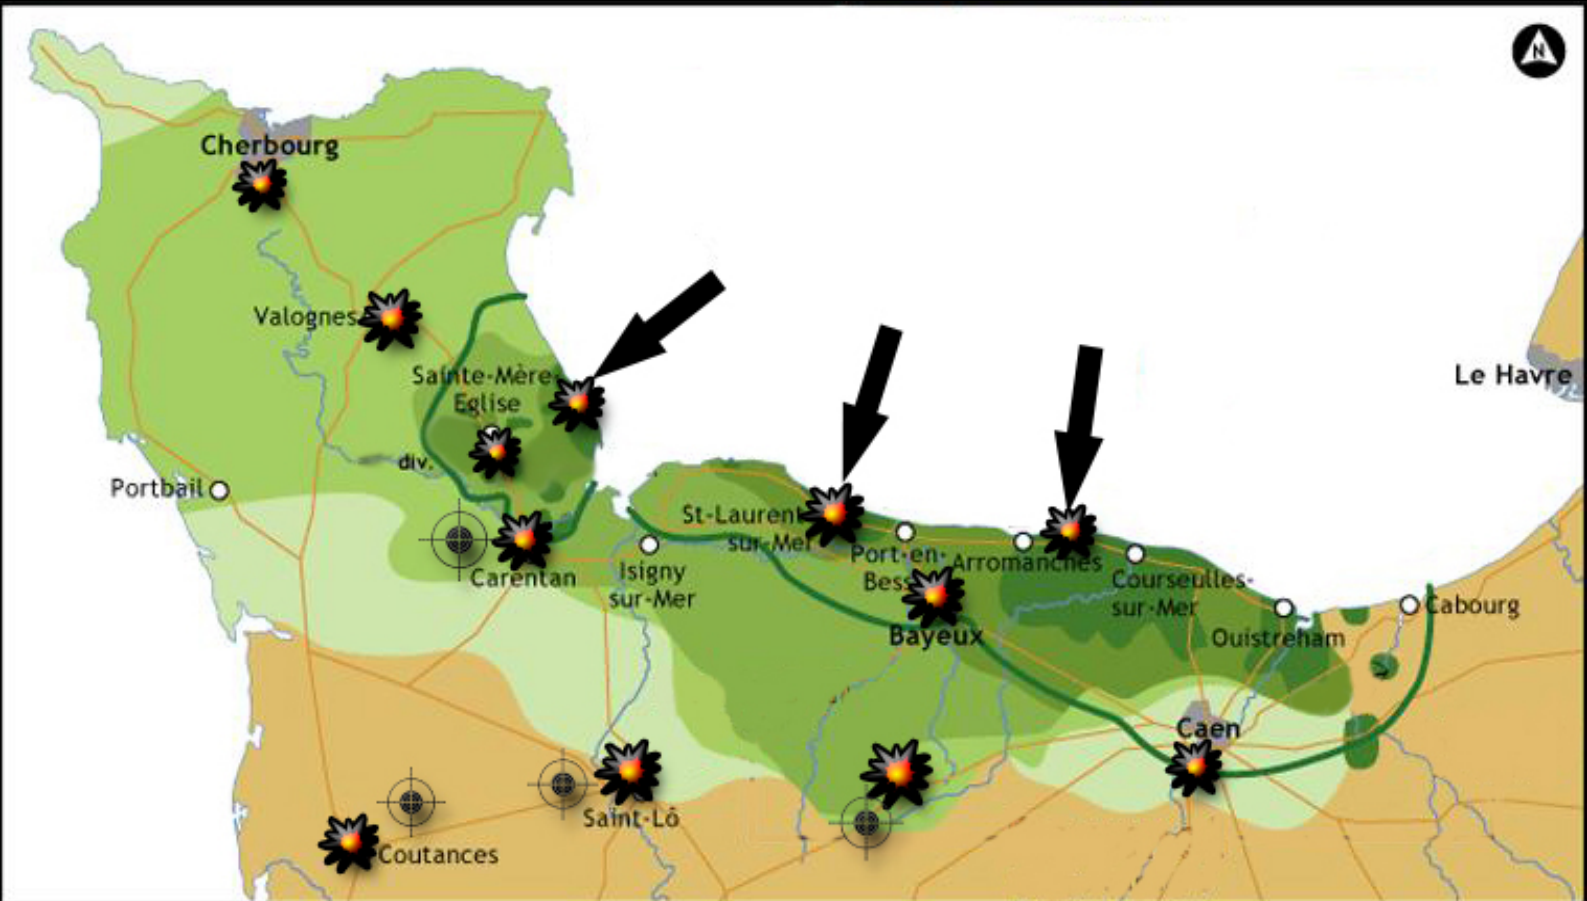 N
Cherbourg
Valognes
Sainte-Mère-
Eglise
div.
Portbail
Carentan
Isigny
sur-Mer
St-Laurent
sur-Mer
Port-en-
Bess
Arromanches
Courseulles-
sur-Mer
Bayeux
Ouistreham
Cabourg
Le Havre
Caen
Saint-Lô
Coutances